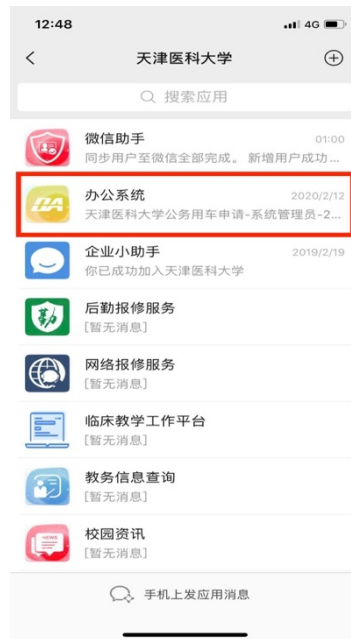 12:48
4G
天津医科大学
搜索应用
微信助手
01:00
同步用户至微信全部完成。 新增用户成功...
OA
办公系统
2020/2/12
天津医科大学公务用车申请-系统管理员-2...
企业小助手
2019/2/19
你已成功加入天津医科大学
后勤报修服务
[暂无消息]
网络报修服务
[暂无消息]
临床教学工作平台
[暂无消息]
教务信息查询
[暂无消息]
NEWS
校园资讯
[暂无消息]
手机上发应用消息